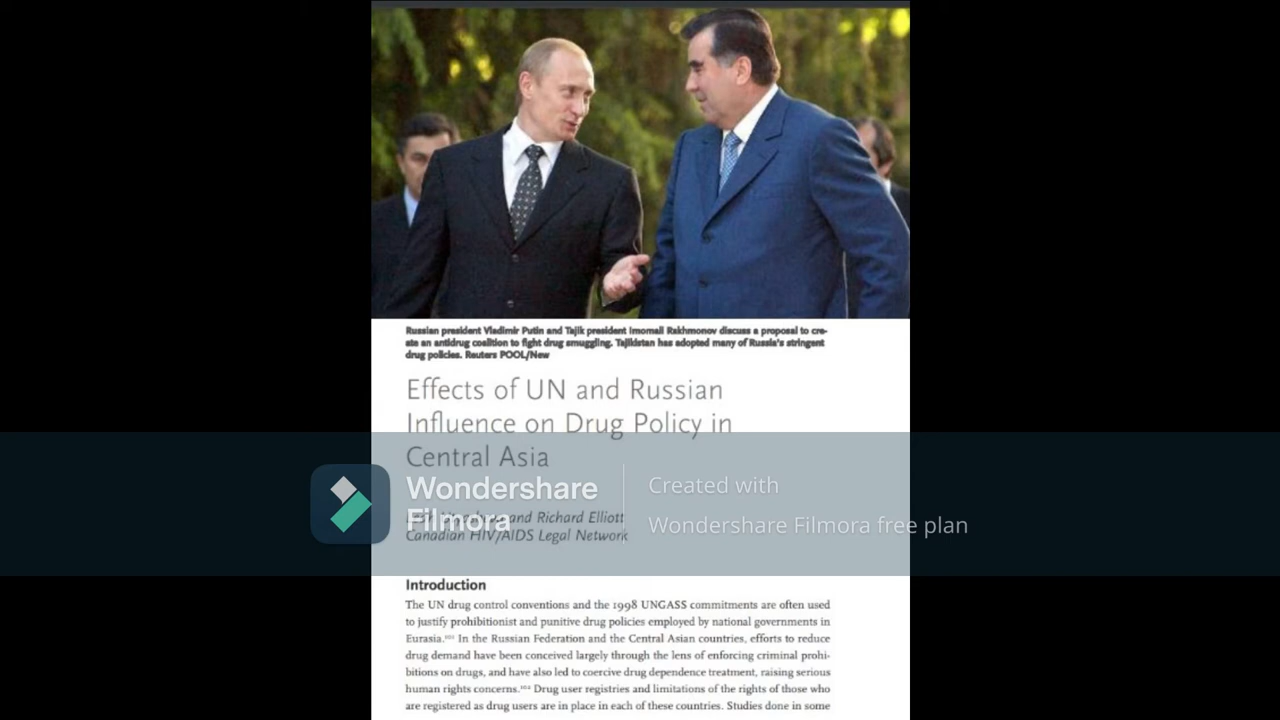 Russian president Vladimir Putin and Tajik president Imomali Rakhmonov discuss a proposal to cre-
ate an antidrug coalition to fight drug smuggling. Tajikistan has adopted many of Russia's stringent
drug policies. Reuters POOL/New
Effects of UN and Russian
Influence on Drug Policy in
Central Asia
Wondershare
Filmora
Created with
Wondershare Filmora free plan
and Richard Elliott
Canadian HIV/AIDS Legal Network
Introduction
The UN drug control conventions and the 1998 UNGASS commitments are often used
to justify prohibitionist and punitive drug policies employed by national governments in
Eurasia.¹⁰¹ In the Russian Federation and the Central Asian countries, efforts to reduce
drug demand have been conceived largely through the lens of enforcing criminal prohi-
bitions on drugs, and have also led to coercive drug dependence treatment, raising serious
human rights concerns.¹⁰² Drug user registries and limitations of the rights of those who
are registered as drug users are in place in each of these countries. Studies done in some